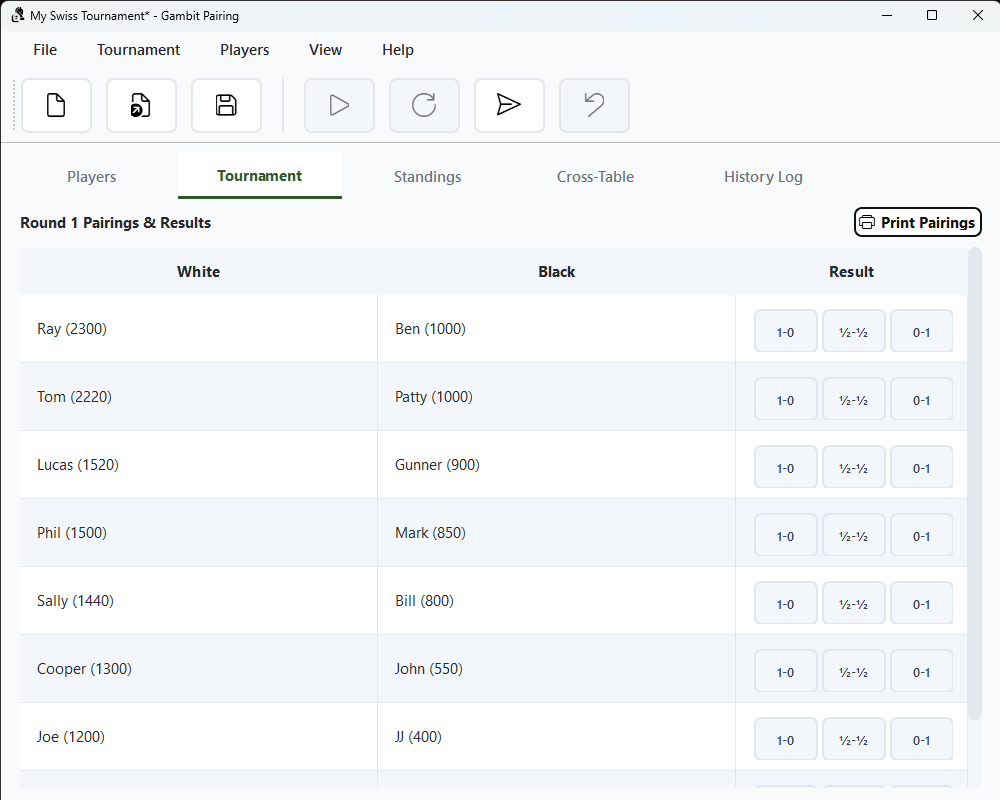 My Swiss Tournament* - Gambit Pairing
File Tournament Players View Help
Players Tournament Standings Cross-Table History Log
Round 1 Pairings & Results Print Pairings
White Black Result
Ray (2300) Ben (1000) 1-0 ½-½ 0-1
Tom (2220) Patty (1000) 1-0 ½-½ 0-1
Lucas (1520) Gunner (900) 1-0 ½-½ 0-1
Phil (1500) Mark (850) 1-0 ½-½ 0-1
Sally (1440) Bill (800) 1-0 ½-½ 0-1
Cooper (1300) John (550) 1-0 ½-½ 0-1
Joe (1200) JJ (400) 1-0 ½-½ 0-1